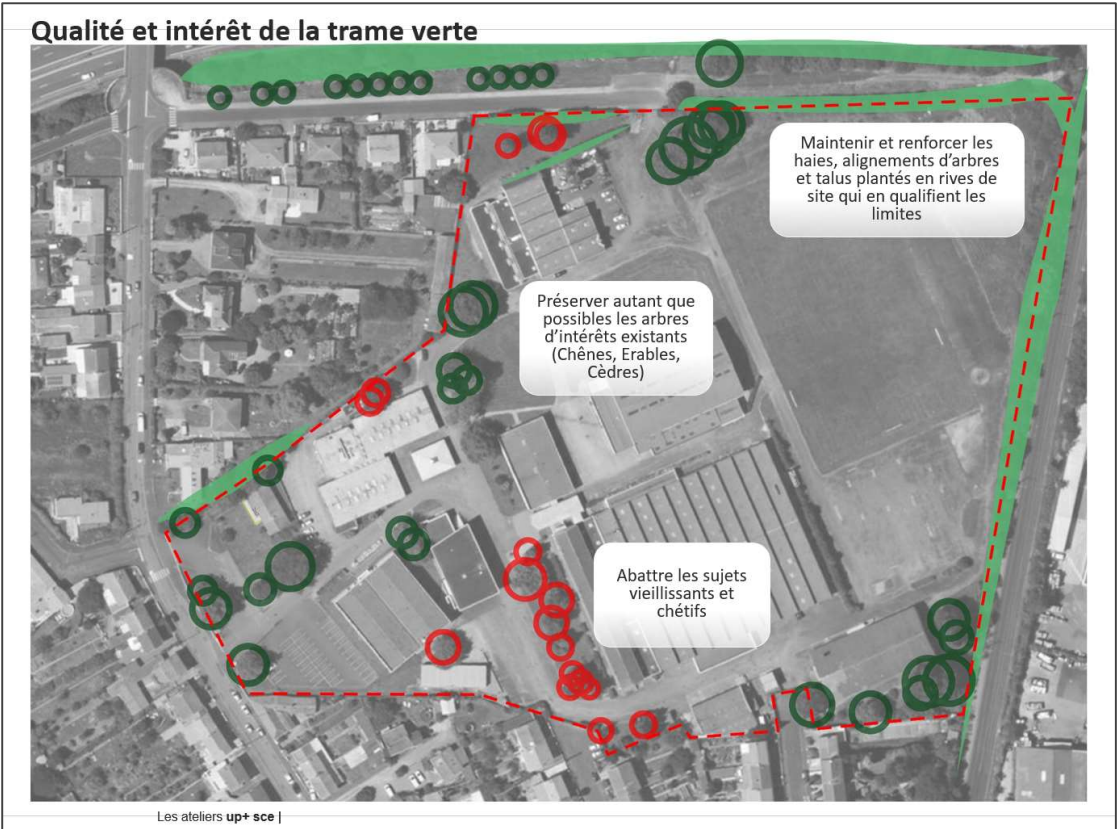 Qualité et intérêt de la trame verte
Maintenir et renforcer les
haies, alignements d'arbres
et talus plantés en rives de
site qui en qualifient les
limites
Préserver autant que
possibles les arbres
d'intérêts existants
(Chênes, Erables,
Cèdres)
Abattre les sujets
vieillissants et
chétifs
Les ateliers up+ sce |